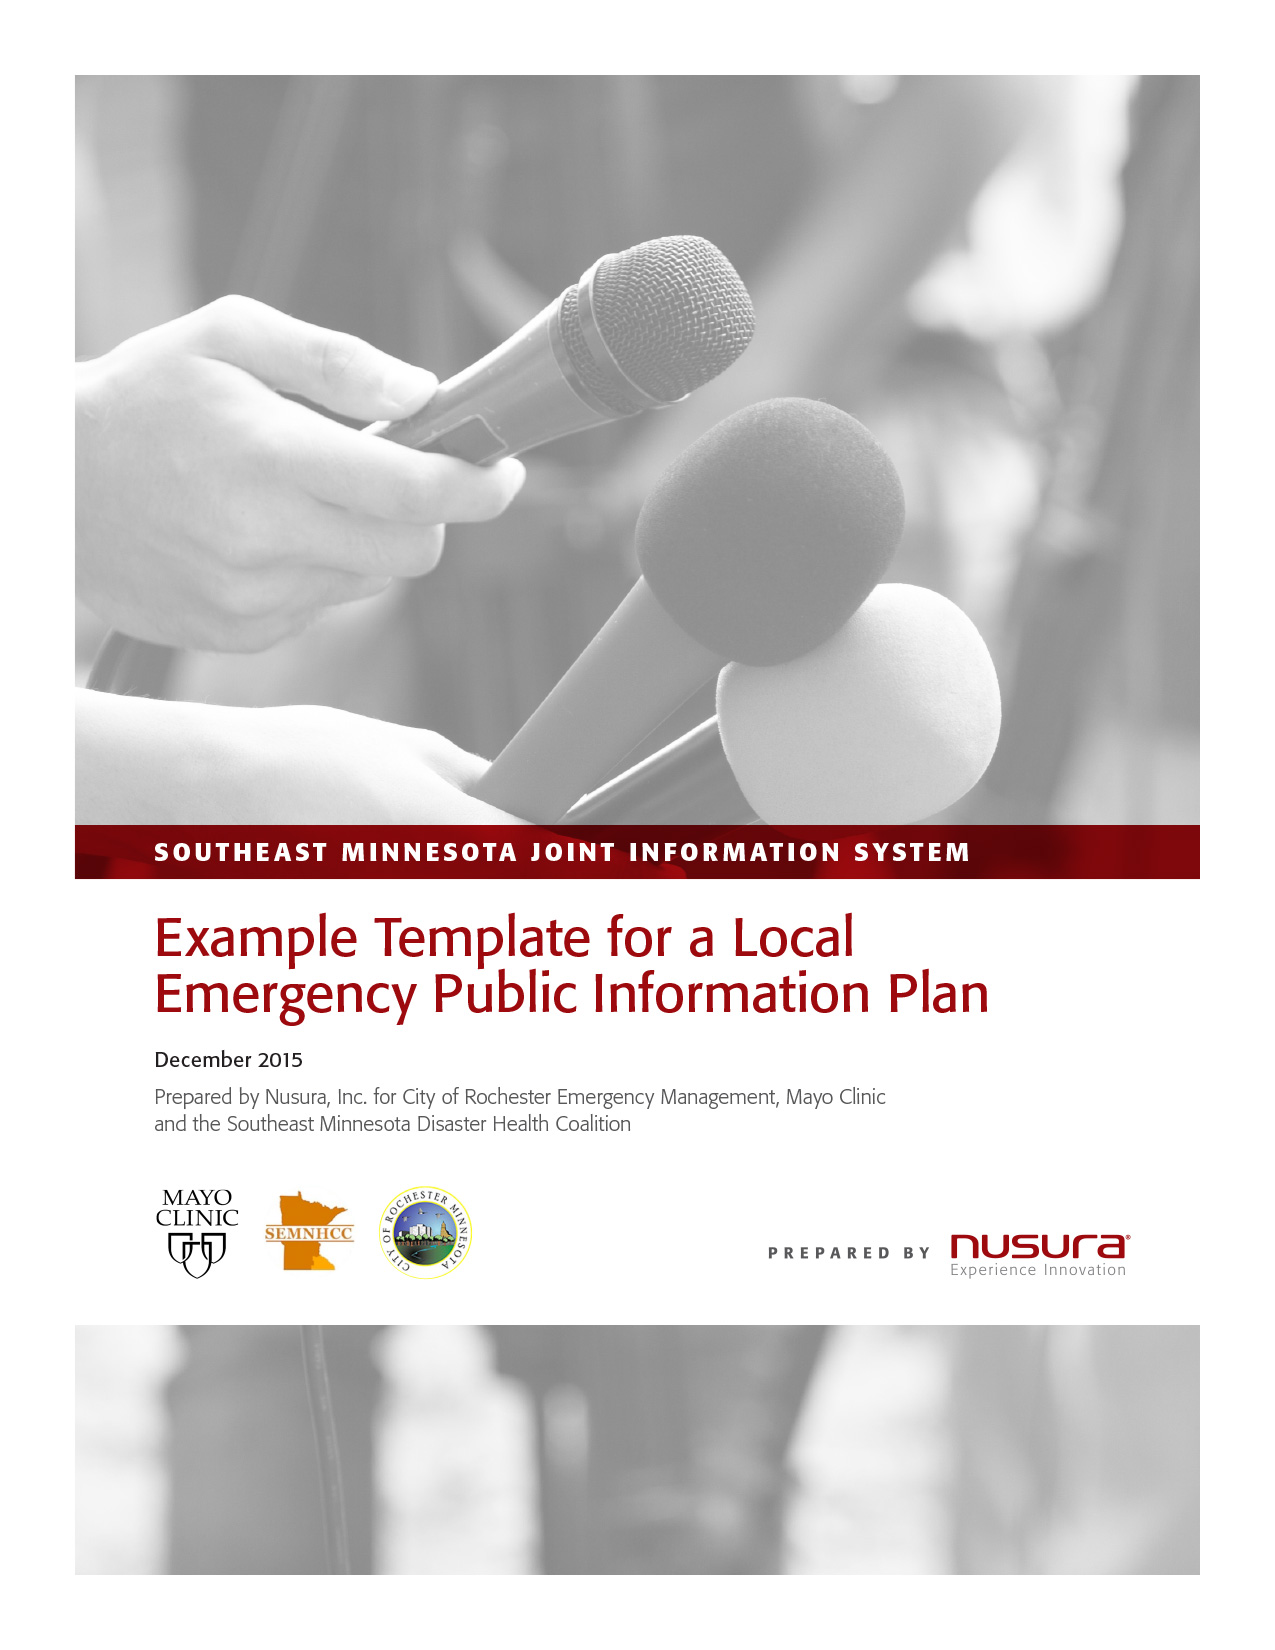 SOUTHEAST MINNESOTA JOINT INFORMATION SYSTEM
Example Template for a Local
Emergency Public Information Plan
December 2015
Prepared by Nusura, Inc. for City of Rochester Emergency Management, Mayo Clinic
and the Southeast Minnesota Disaster Health Coalition
MAYO
CLINIC
SEMNHCC
CITY OF ROCHESTER MINNESOTA
PREPARED BY
nusura®
Experience Innovation